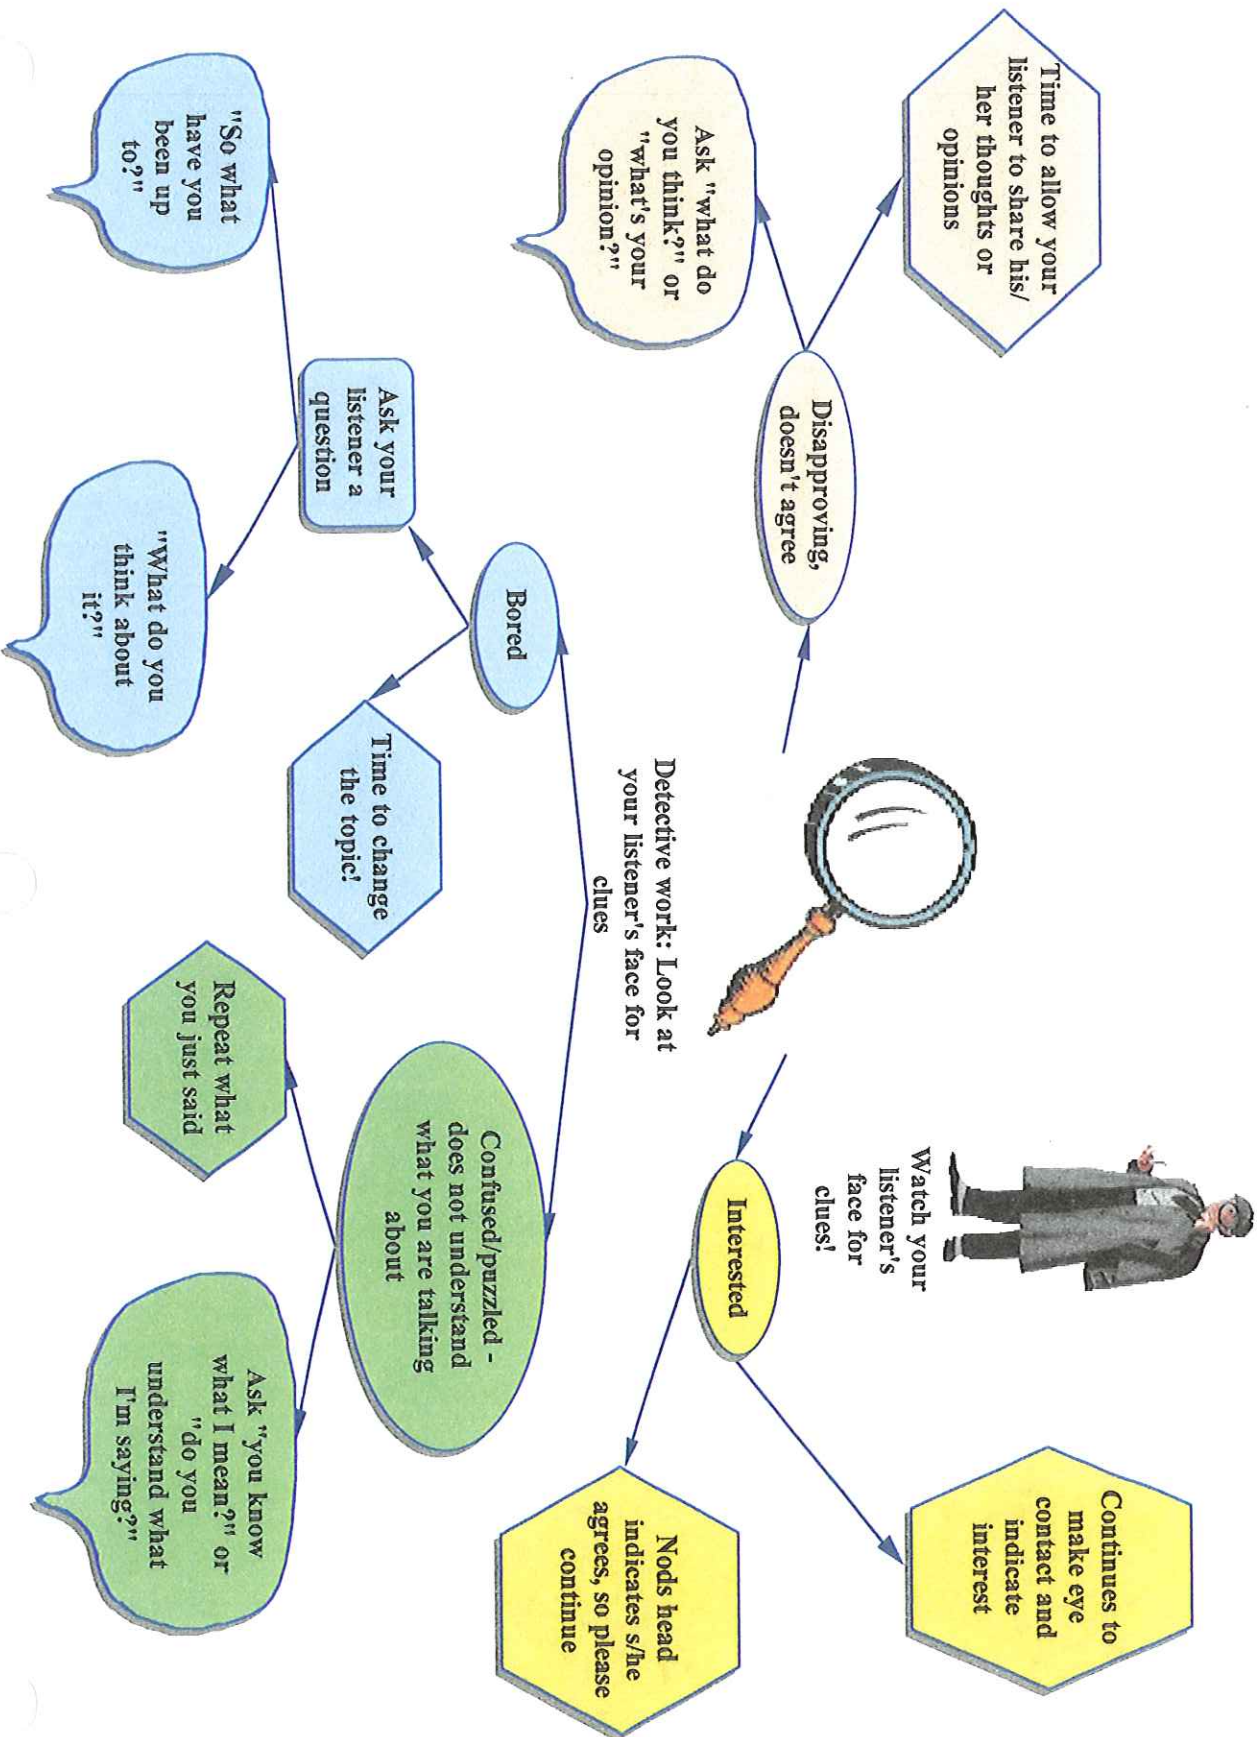 Watch your
listener's
face for
clues!
Detective work: Look at
your listener's face for
clues
Disapproving,
doesn't agree
Time to allow your
listener to share his/
her thoughts or
opinions
Ask "what do
you think?" or
"what's your
opinion?"
Bored
Ask your
listener a
question
"So what
have you
been up
to?"
"What do you
think about
it?"
Time to change
the topic!
Confused/puzzled -
does not understand
what you are talking
about
Repeat what
you just said
Ask "you know
what I mean?" or
"do you
understand what
I'm saying?"
Interested
Continues to
make eye
contact and
indicate
interest
Nods head
indicates s/he
agrees, so please
continue